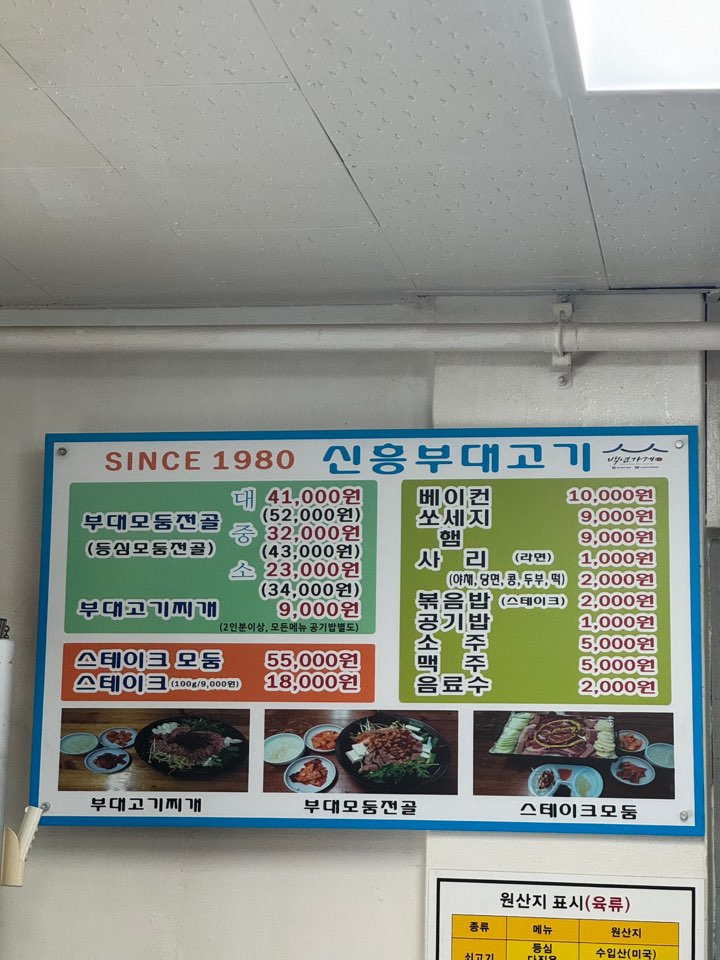 SINCE 1980 신흥부대고기 백년가게
부대모둠전골
(등심모둠전골)
대 41,000원
(52,000원)
중 32,000원
(43,000원)
소 23,000원
(34,000원)
부대고기찌개 9,000원
(2인분이상, 모든메뉴 공기밥별도)
스테이크 모둠 55,000원
스테이크 (100g/9,000원) 18,000원
베이컨 10,000원
쏘세지 9,000원
햄 9,000원
사 리 (라면) 1,000원
(야채, 당면, 콩, 두부, 떡) 2,000원
볶음밥 (스테이크) 2,000원
공기밥 1,000원
소 주 5,000원
맥 주 5,000원
음료수 2,000원
부대고기찌개 부대모둠전골 스테이크모둠
원산지 표시(육류)
종류 메뉴 원산지
쇠고기 등심 수입산(미국)